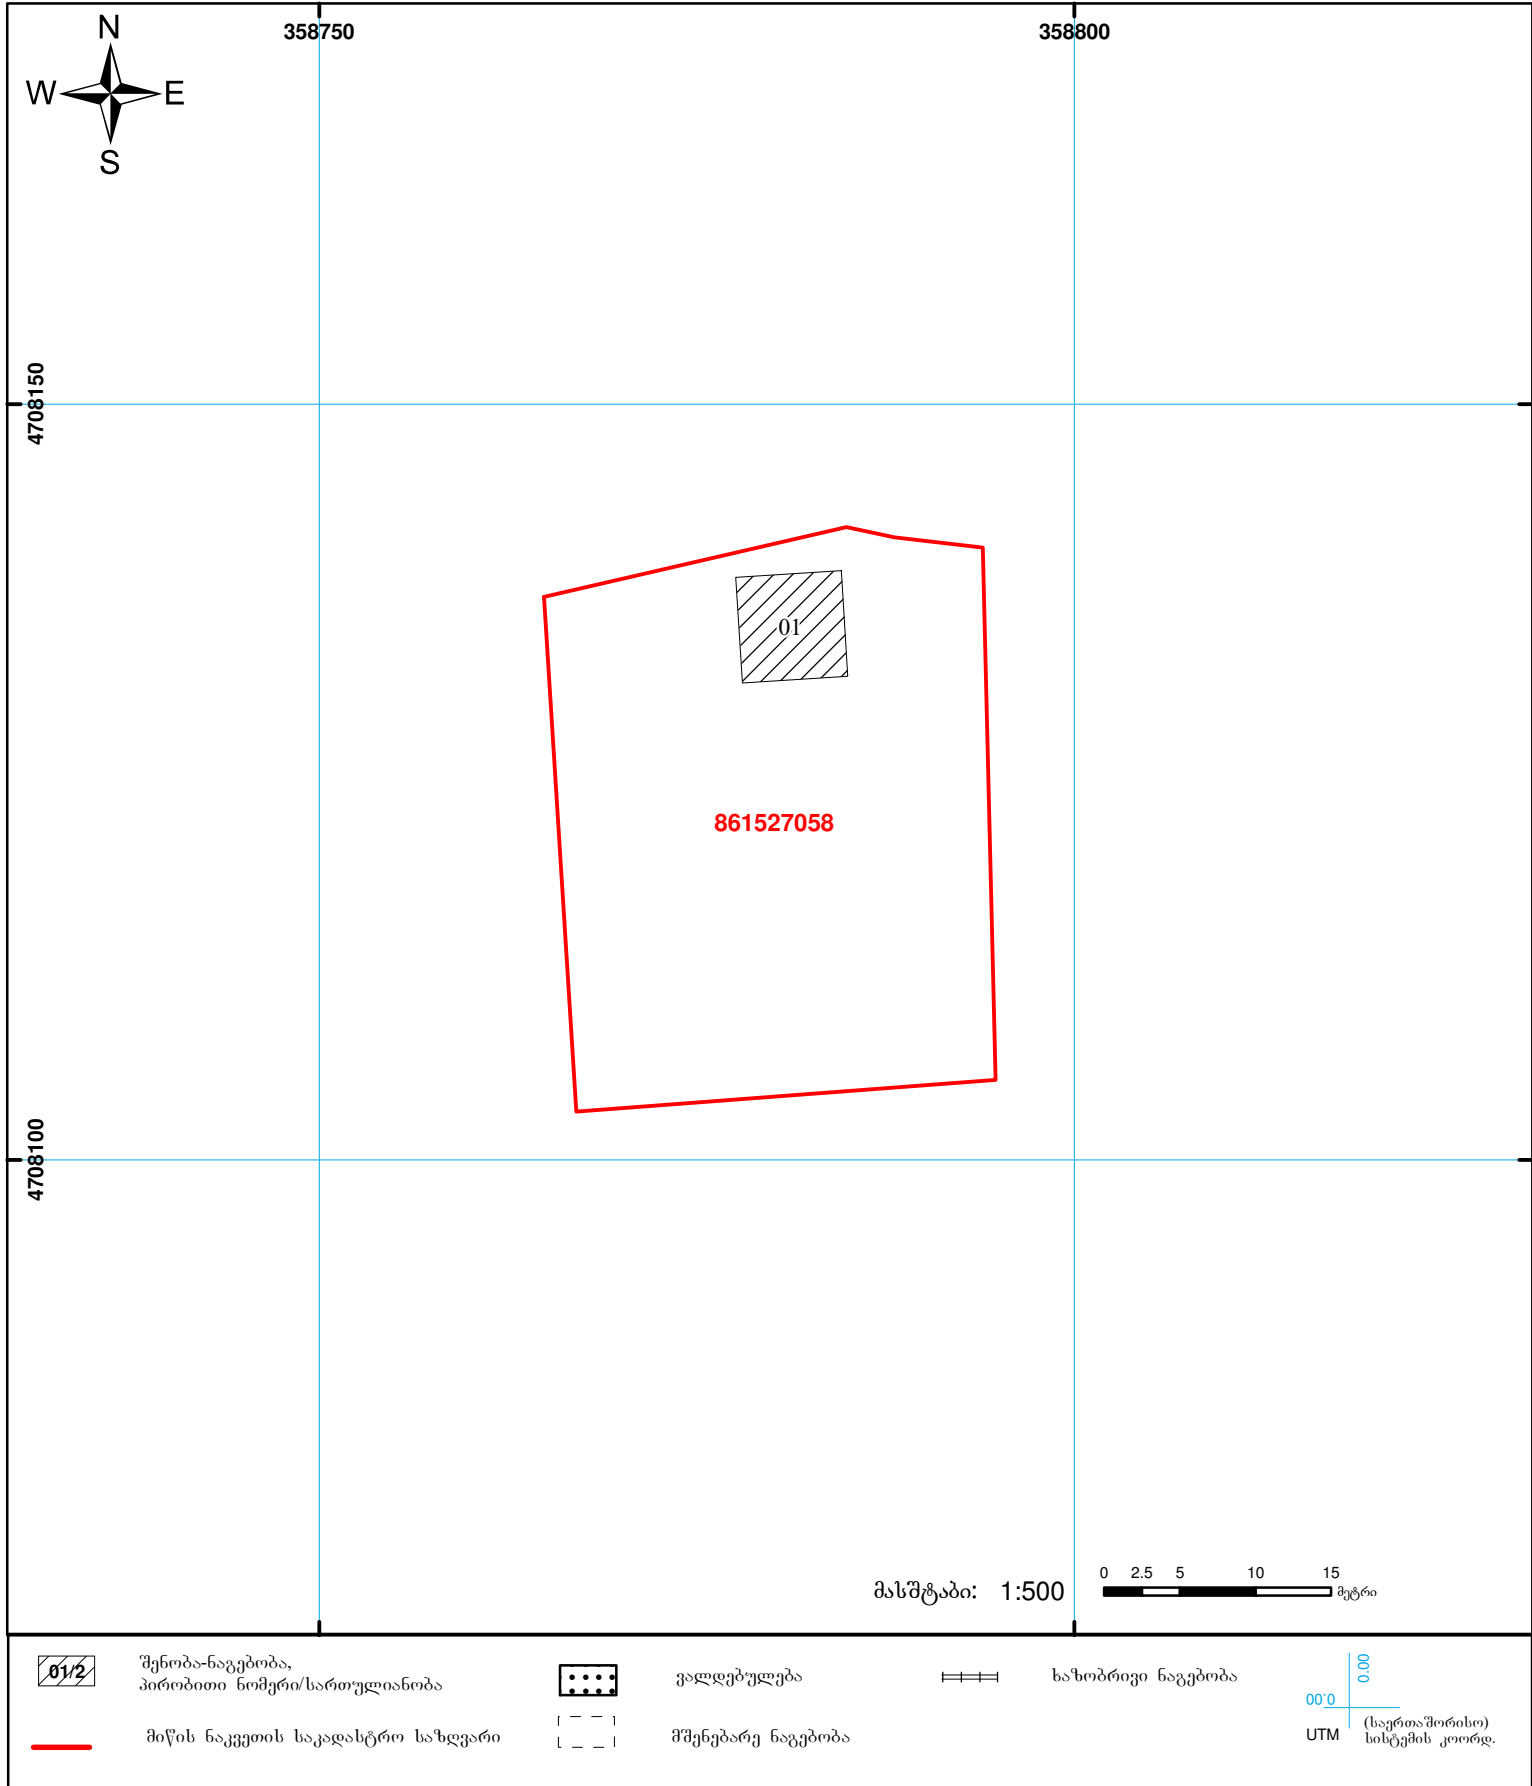 358750
358800
N
W
E
S
4708150
01
861527058
4708100
მასშტაბი: 1:500
0 2.5 5 10 15
მეტრი
01/2
შენობა-ნაგებობა,
პირობითი ნომერი/სართულიანობა
ვალდებულება
ხაზობრივი ნაგებობა
მიწის ნაკვეთის საკადასტრო საზღვარი
მშენებარე ნაგებობა
0.00
00.0
UTM
(საერთაშორისო)
სისტემის კოორდ.